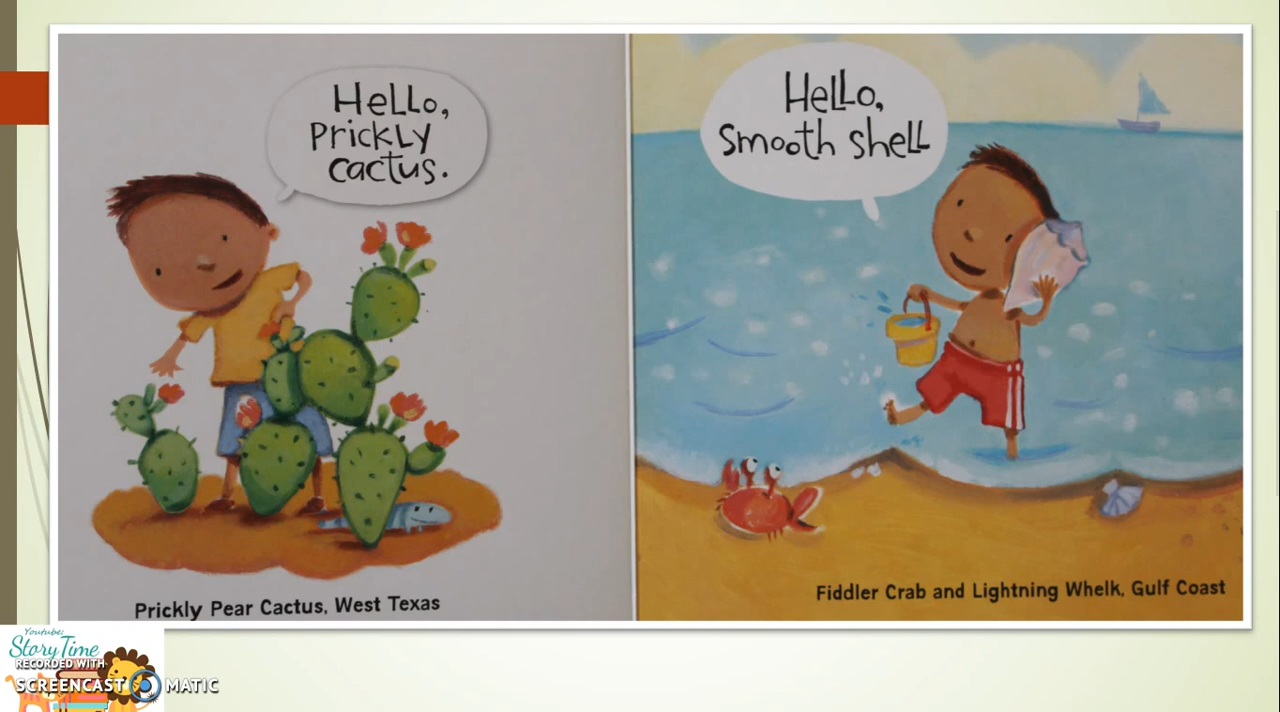 Hello,
Prickly
cactus.
Hello,
Smooth shell
Prickly Pear Cactus, West Texas
Fiddler Crab and Lightning Whelk, Gulf Coast
Youtube:
Story Time
RECORDED WITH
SCREENCAST MATIC